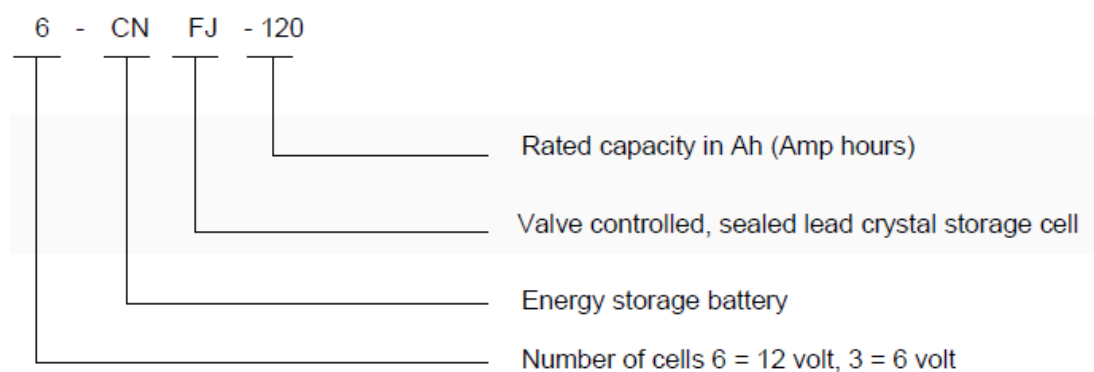 6 - CN FJ - 120
Rated capacity in Ah (Amp hours)
Valve controlled, sealed lead crystal storage cell
Energy storage battery
Number of cells 6 = 12 volt, 3 = 6 volt